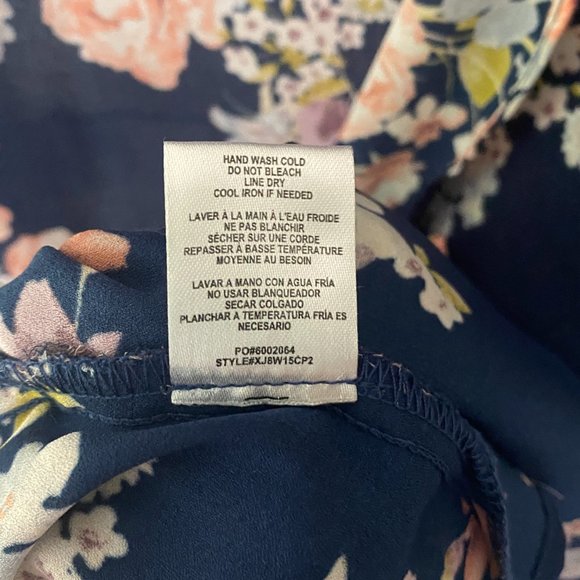 HAND WASH COLD
DO NOT BLEACH
LINE DRY
COOL IRON IF NEEDED
LAVER À LA MAIN À L'EAU FROIDE
NE PAS BLANCHIR
SÉCHER SUR UNE CORDE
REPASSER À BASSE TEMPÉRATURE
MOYENNE AU BESOIN
LAVAR A MANO CON AGUA FRÍA
NO USAR BLANQUEADOR
SECAR COLGADO
PLANCHAR A TEMPERATURA FRÍA ES
NECESARIO
PO#6002064
STYLE#XJ8W15CP2